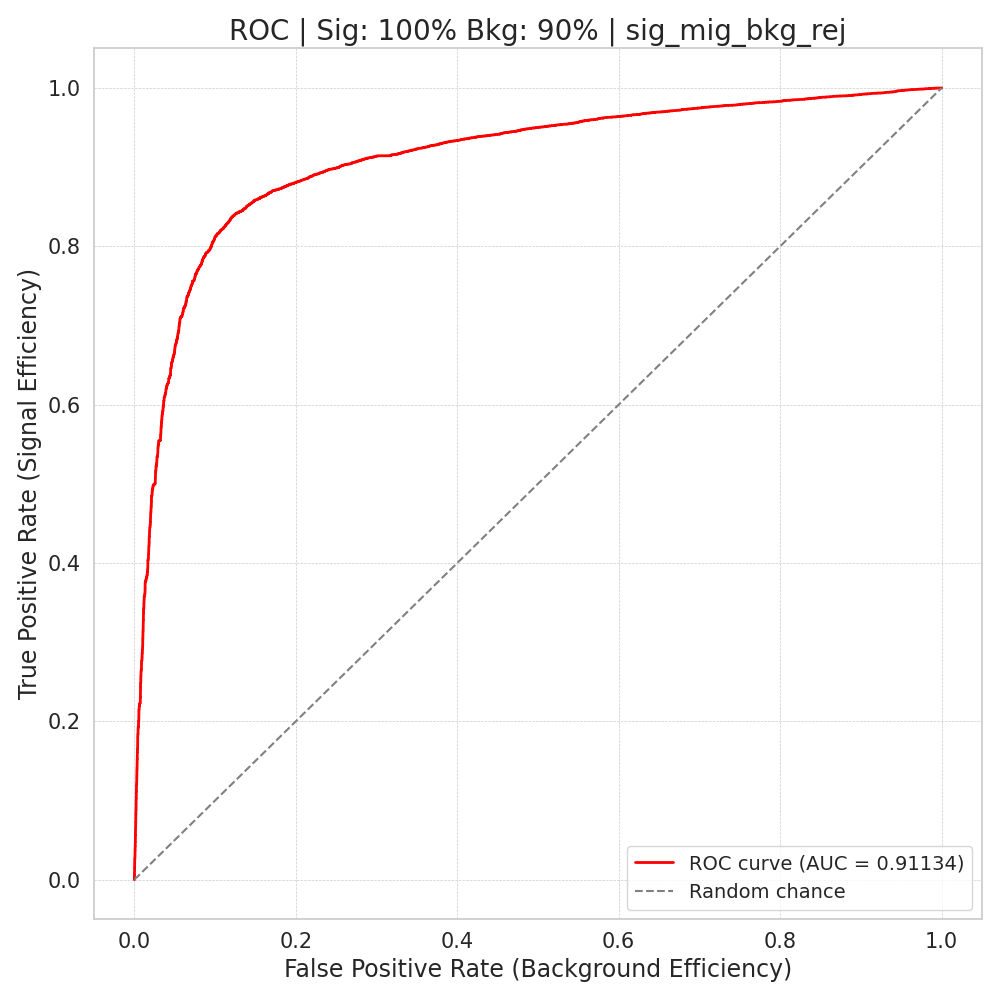 ROC | Sig: 100% Bkg: 90% | sig_mig_bkg_rej
True Positive Rate (Signal Efficiency)
1.0
0.8
0.6
0.4
0.2
0.0
0.0 0.2 0.4 0.6 0.8 1.0
False Positive Rate (Background Efficiency)
ROC curve (AUC = 0.91134)
Random chance